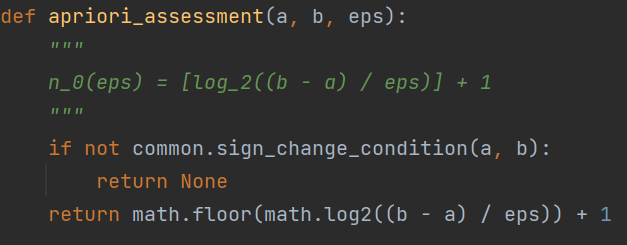 def apriori_assessment(a, b, eps):
    """
    n_0(eps) = [log_2((b - a) / eps)] + 1
    """
    if not common.sign_change_condition(a, b):
        return None
    return math.floor(math.log2((b - a) / eps)) + 1